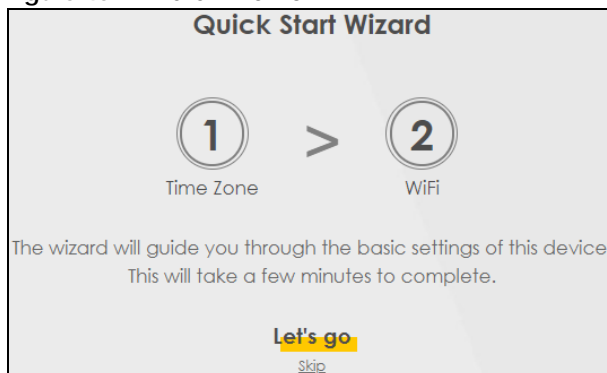 Quick Start Wizard
1 > 2
Time Zone WiFi
The wizard will guide you through the basic settings of this device
This will take a few minutes to complete.
Let's go
Skip